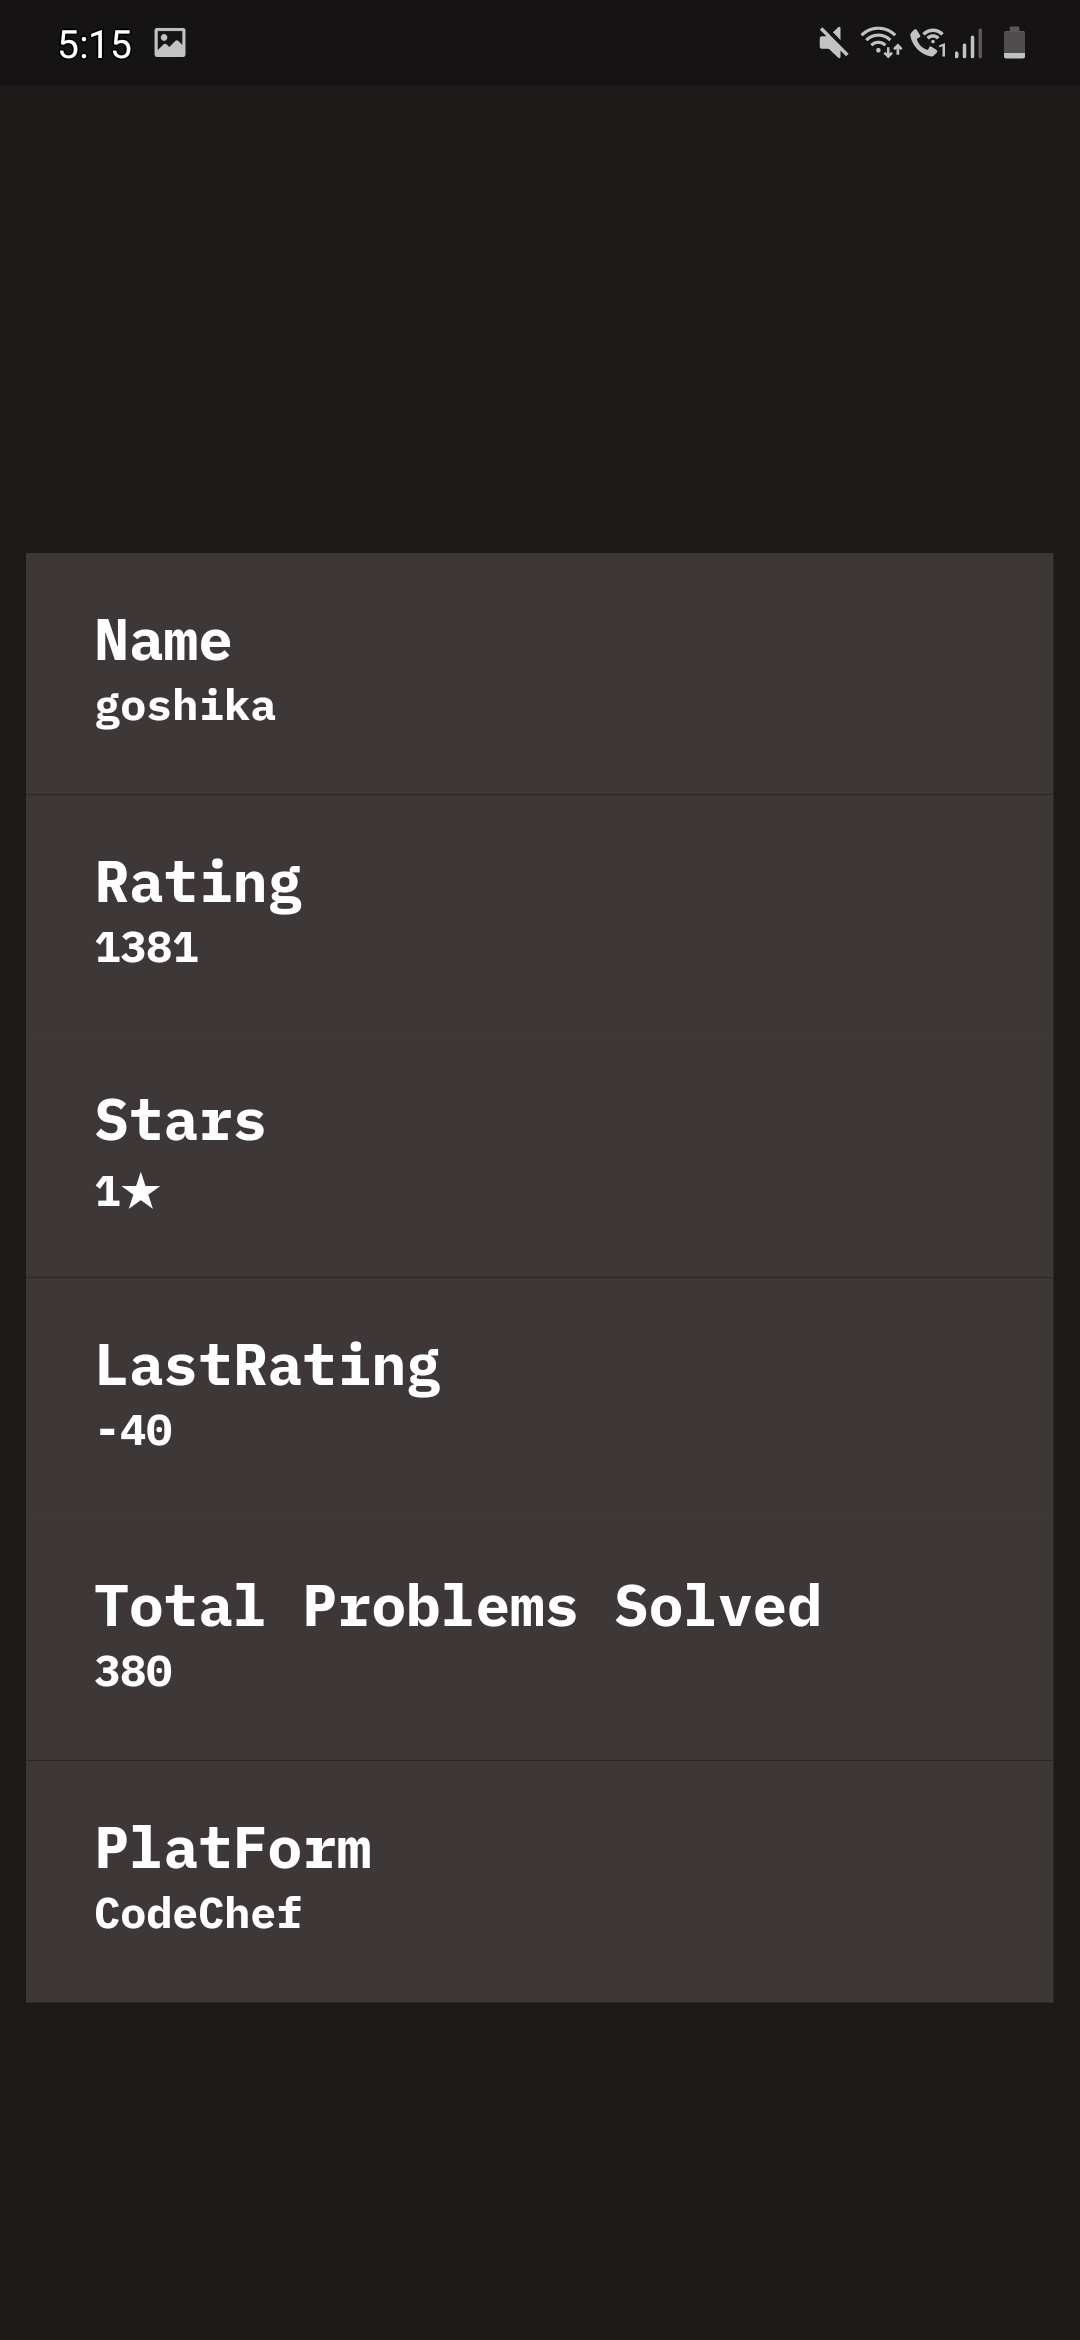 5:15
Name
goshika
Rating
1381
Stars
1★
LastRating
-40
Total Problems Solved
380
PlatForm
CodeChef